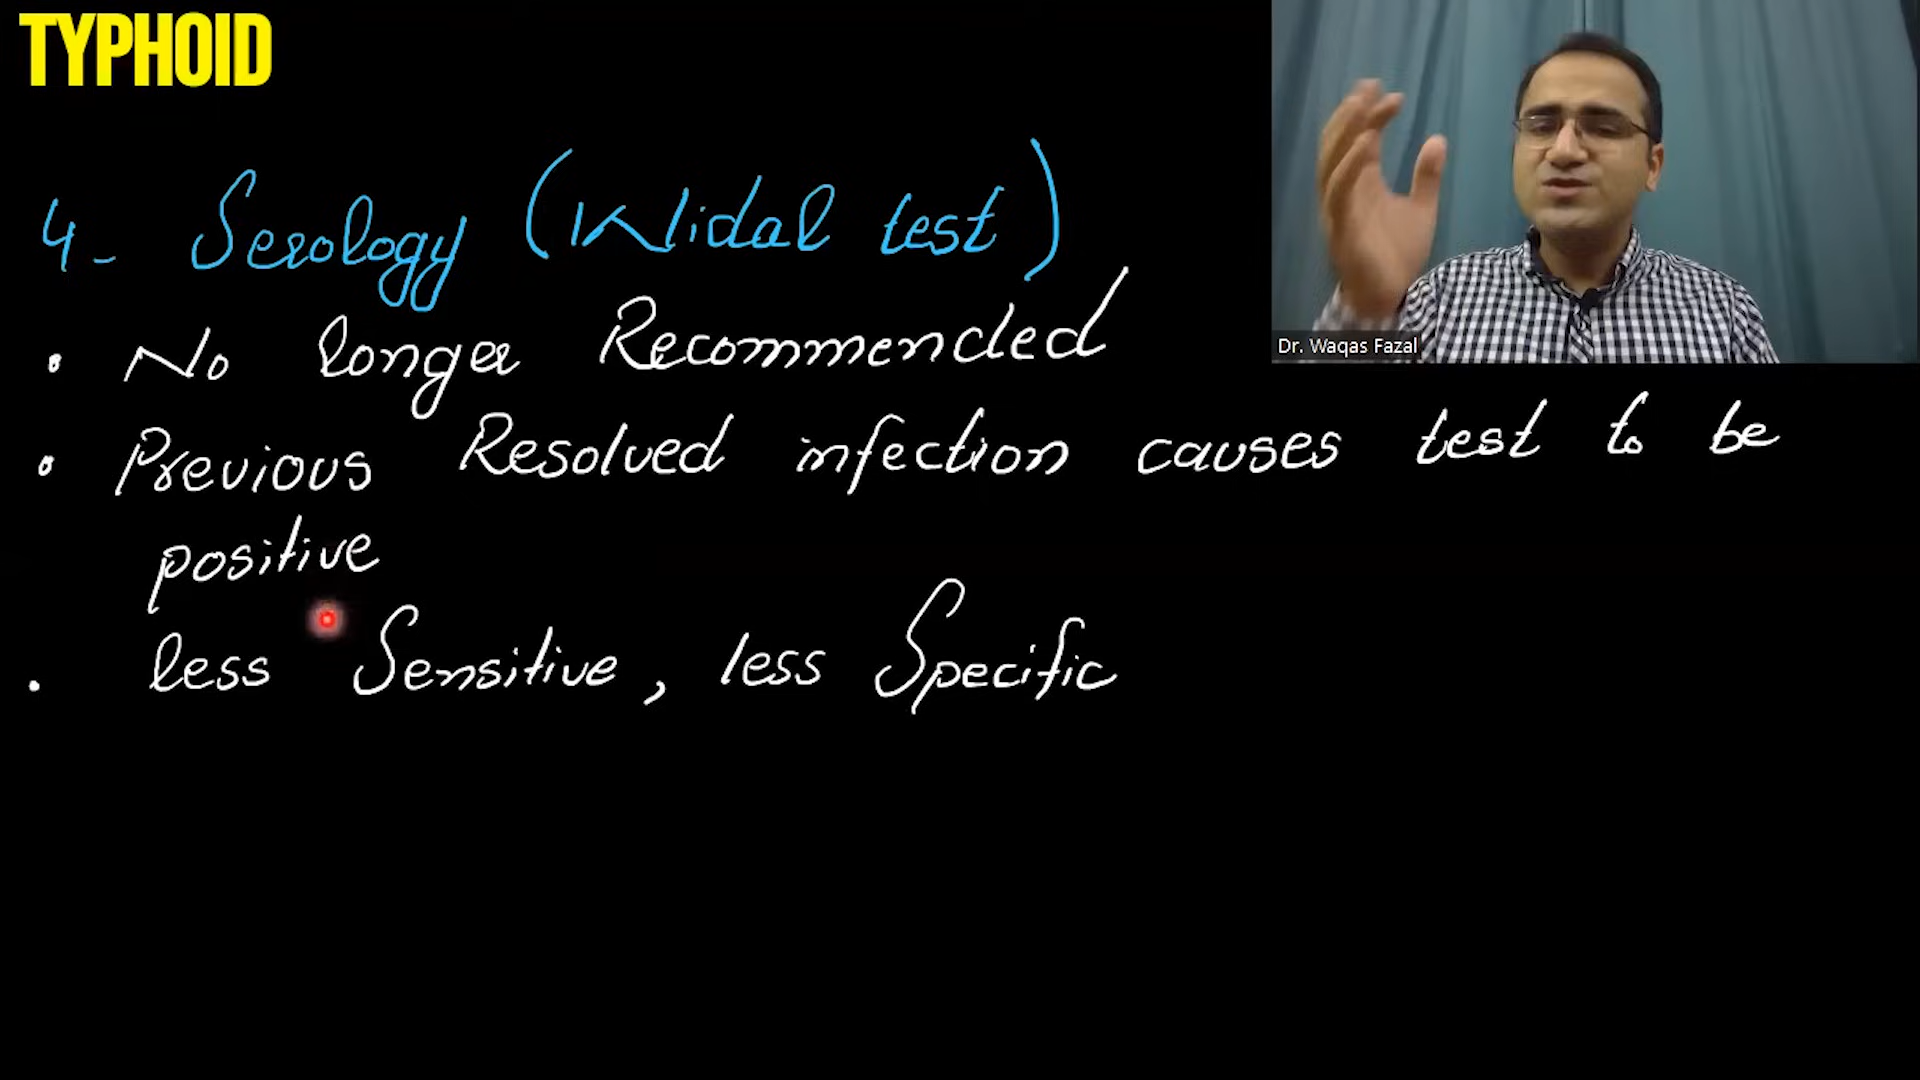 TYPHOID
4- Serology (Widal test)
• No longer Recommended
• Previous Resolved infection causes test to be
positive
• less Sensitive, less Specific
Dr. Waqas Fazal